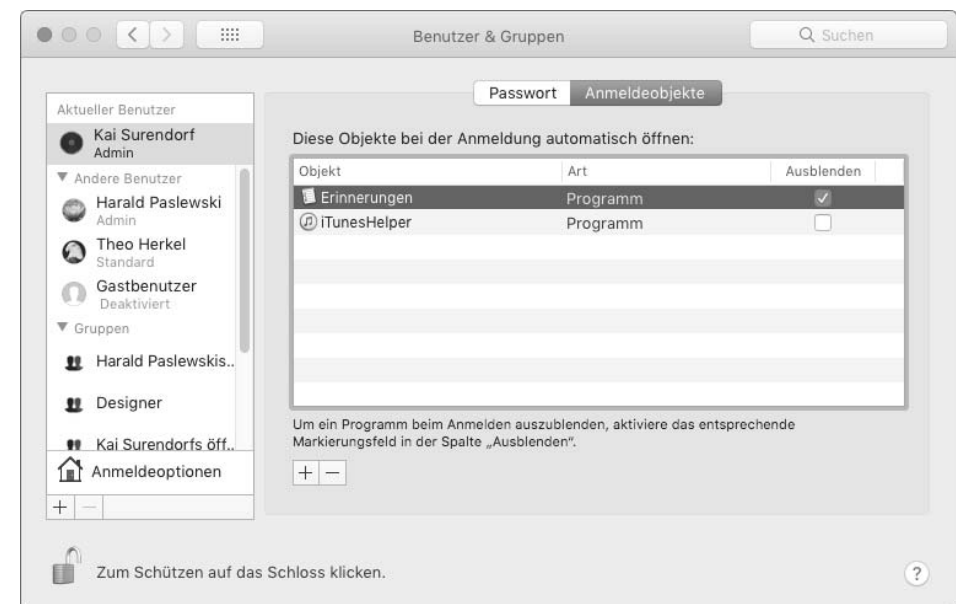 Benutzer & Gruppen
Suchen
Aktueller Benutzer
Kai Surendorf
Admin
Andere Benutzer
Harald Paslewski
Admin
Theo Herkel
Standard
Gastbenutzer
Deaktiviert
Gruppen
Harald Paslewskis..
Designer
Kai Surendorfs öff..
Anmeldeoptionen
+ −
Passwort Anmeldeobjekte
Diese Objekte bei der Anmeldung automatisch öffnen:
Objekt Art Ausblenden
Erinnerungen Programm
iTunesHelper Programm
Um ein Programm beim Anmelden auszublenden, aktiviere das entsprechende
Markierungsfeld in der Spalte „Ausblenden“.
+ −
Zum Schützen auf das Schloss klicken.
?